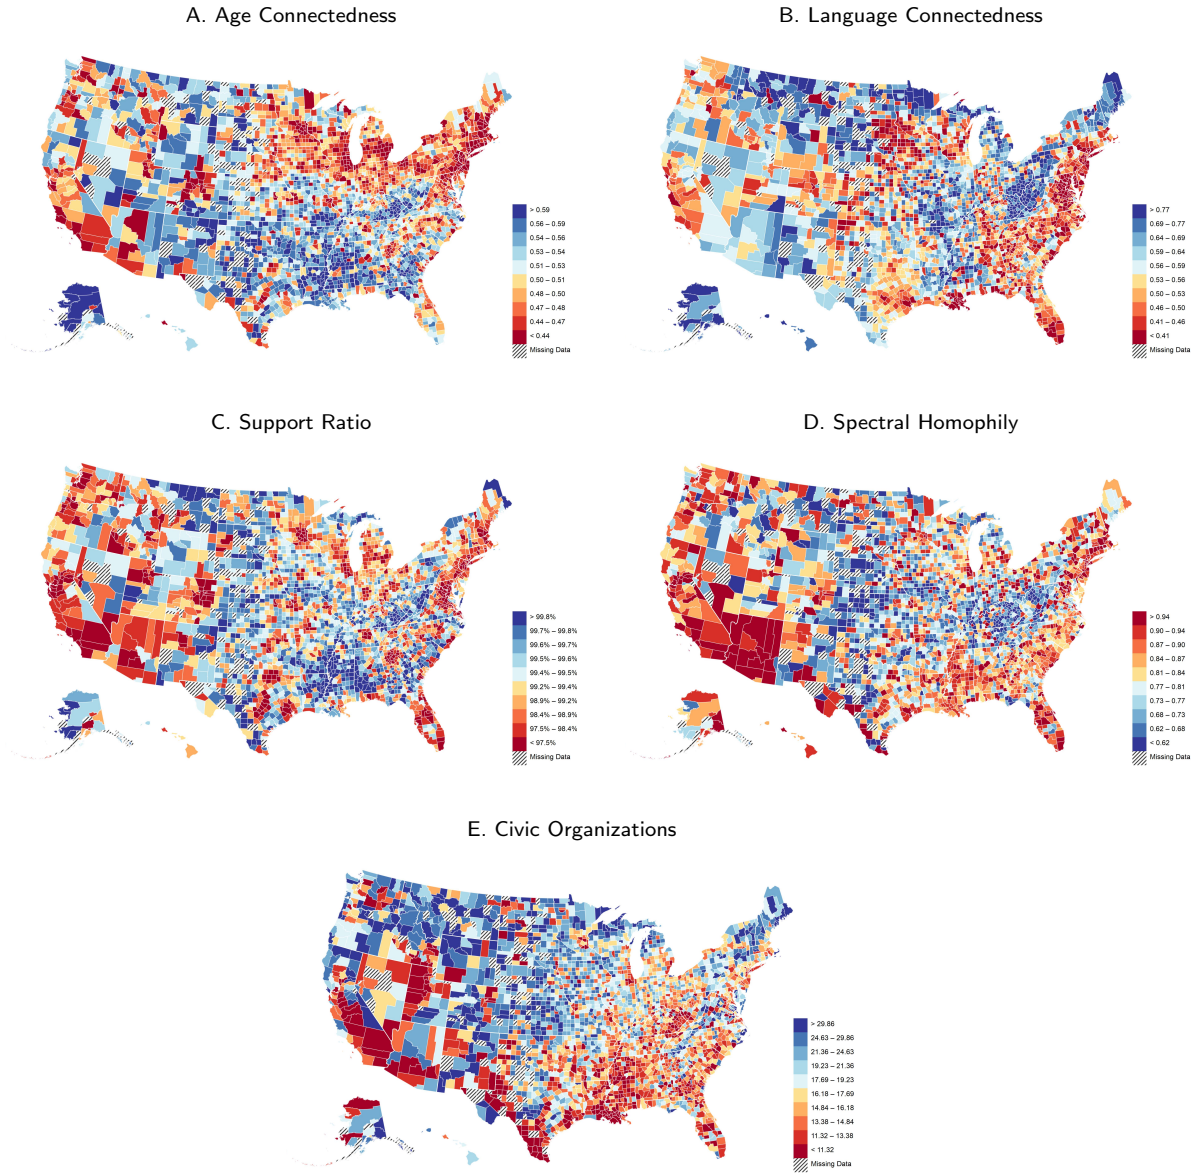 A. Age Connectedness
B. Language Connectedness
> 0.59
0.56 – 0.59
0.54 – 0.56
0.53 – 0.54
0.51 – 0.53
0.50 – 0.51
0.48 – 0.50
0.47 – 0.48
0.44 – 0.47
< 0.44
Missing Data
> 0.77
0.69 – 0.77
0.64 – 0.69
0.59 – 0.64
0.56 – 0.59
0.53 – 0.56
0.50 – 0.53
0.46 – 0.50
0.41 – 0.46
< 0.41
Missing Data
C. Support Ratio
D. Spectral Homophily
> 99.8%
99.7% – 99.8%
99.6% – 99.7%
99.5% – 99.6%
99.4% – 99.5%
99.2% – 99.4%
98.9% – 99.2%
98.4% – 98.9%
97.5% – 98.4%
< 97.5%
Missing Data
> 0.94
0.90 – 0.94
0.87 – 0.90
0.84 – 0.87
0.81 – 0.84
0.77 – 0.81
0.73 – 0.77
0.68 – 0.73
0.62 – 0.68
< 0.62
Missing Data
E. Civic Organizations
> 29.86
24.63 – 29.86
21.36 – 24.63
19.23 – 21.36
17.69 – 19.23
16.18 – 17.69
14.84 – 16.18
13.38 – 14.84
11.32 – 13.38
< 11.32
Missing Data